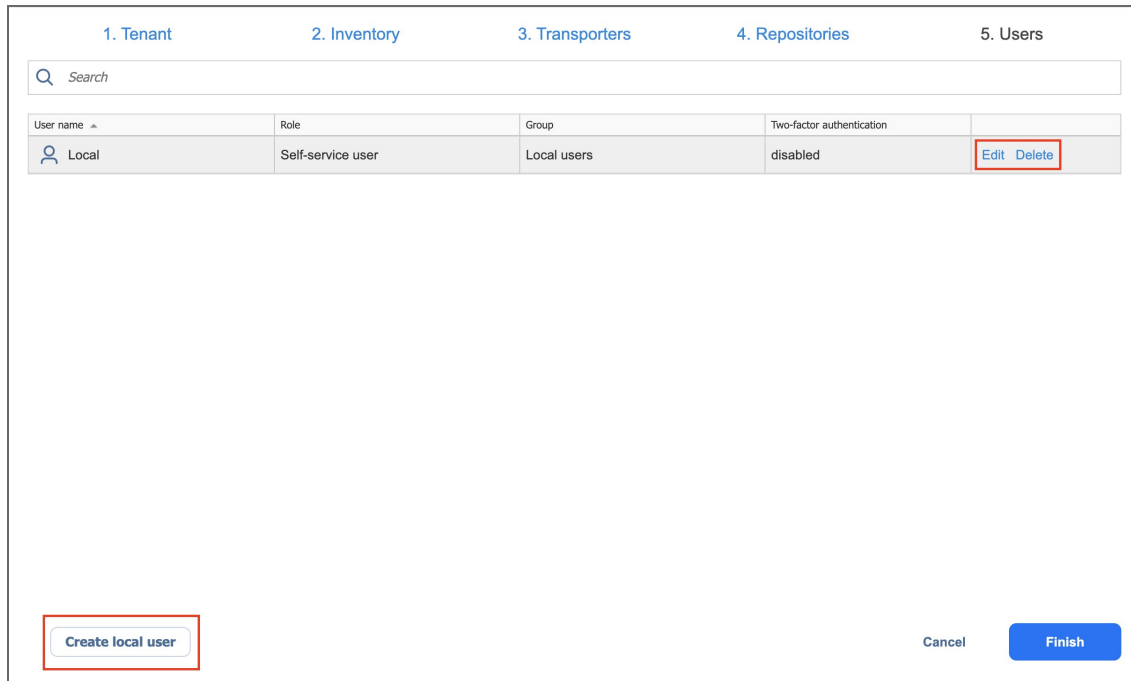 1. Tenant 2. Inventory 3. Transporters 4. Repositories 5. Users
Search
User name Role Group Two-factor authentication
Local Self-service user Local users disabled Edit Delete
Create local user Cancel Finish